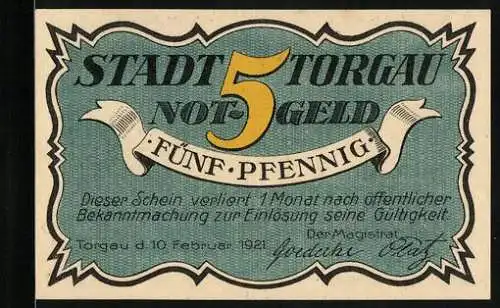 STADT 5 TORGAU
NOT-GELD
·FÜNF·PFENNIG·
Dieser Schein verliert 1 Monat nach öffentlicher
Bekanntmachung zur Einlösung seine Gültigkeit.
Der Magistrat
Torgau d. 10. Februar 1921.